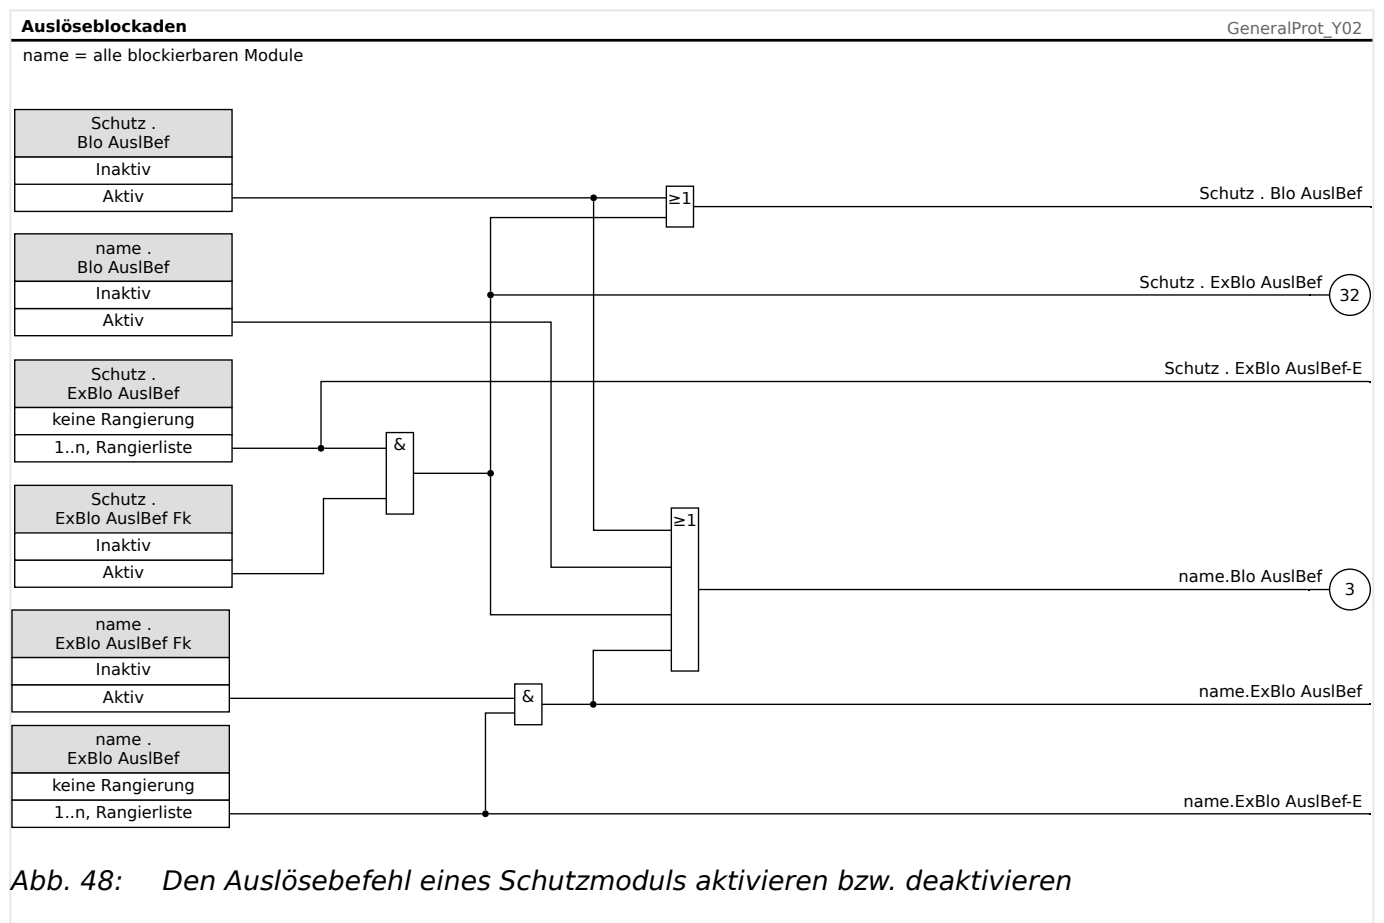 Auslöseblockaden
GeneralProt_Y02
name = alle blockierbaren Module
Schutz .
Blo AuslBef
Inaktiv
Aktiv
≥1
Schutz . Blo AuslBef
name .
Blo AuslBef
Inaktiv
Aktiv
Schutz . ExBlo AuslBef
32
Schutz .
ExBlo AuslBef
keine Rangierung
1..n, Rangierliste
Schutz . ExBlo AuslBef-E
&
Schutz .
ExBlo AuslBef Fk
Inaktiv
Aktiv
≥1
name.Blo AuslBef
3
name .
ExBlo AuslBef Fk
Inaktiv
Aktiv
&
name.ExBlo AuslBef
name .
ExBlo AuslBef
keine Rangierung
1..n, Rangierliste
name.ExBlo AuslBef-E
Abb. 48: Den Auslösebefehl eines Schutzmoduls aktivieren bzw. deaktivieren